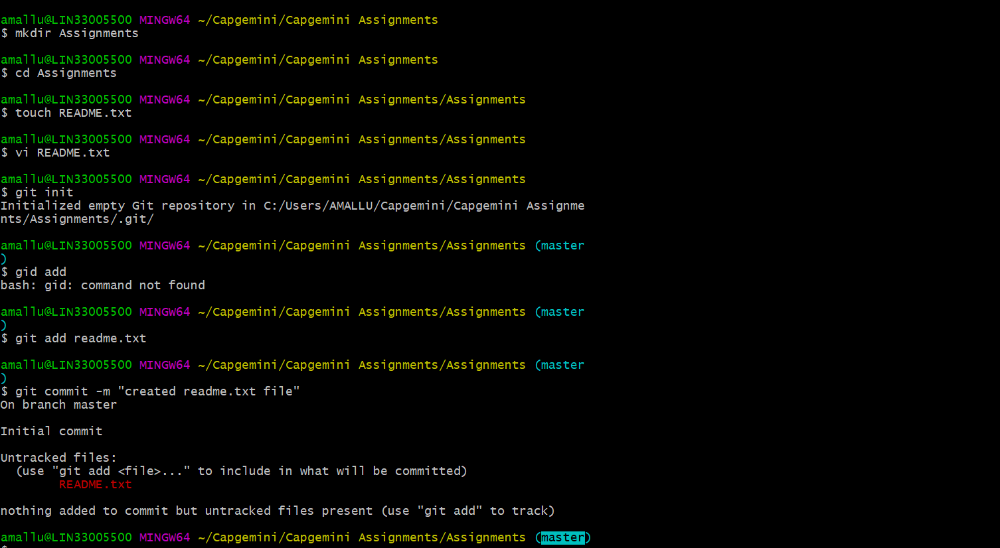 amallu@LIN33005500 MINGW64 ~/Capgemini/Capgemini Assignments
$ mkdir Assignments
amallu@LIN33005500 MINGW64 ~/Capgemini/Capgemini Assignments
$ cd Assignments
amallu@LIN33005500 MINGW64 ~/Capgemini/Capgemini Assignments/Assignments
$ touch README.txt
amallu@LIN33005500 MINGW64 ~/Capgemini/Capgemini Assignments/Assignments
$ vi README.txt
amallu@LIN33005500 MINGW64 ~/Capgemini/Capgemini Assignments/Assignments
$ git init
Initialized empty Git repository in C:/Users/AMALLU/Capgemini/Capgemini Assignme
nts/Assignments/.git/
amallu@LIN33005500 MINGW64 ~/Capgemini/Capgemini Assignments/Assignments (master
)
$ gid add
bash: gid: command not found
amallu@LIN33005500 MINGW64 ~/Capgemini/Capgemini Assignments/Assignments (master
)
$ git add readme.txt
amallu@LIN33005500 MINGW64 ~/Capgemini/Capgemini Assignments/Assignments (master
)
$ git commit -m "created readme.txt file"
On branch master
Initial commit
Untracked files:
  (use "git add <file>..." to include in what will be committed)
        README.txt
nothing added to commit but untracked files present (use "git add" to track)
amallu@LIN33005500 MINGW64 ~/Capgemini/Capgemini Assignments/Assignments (master)